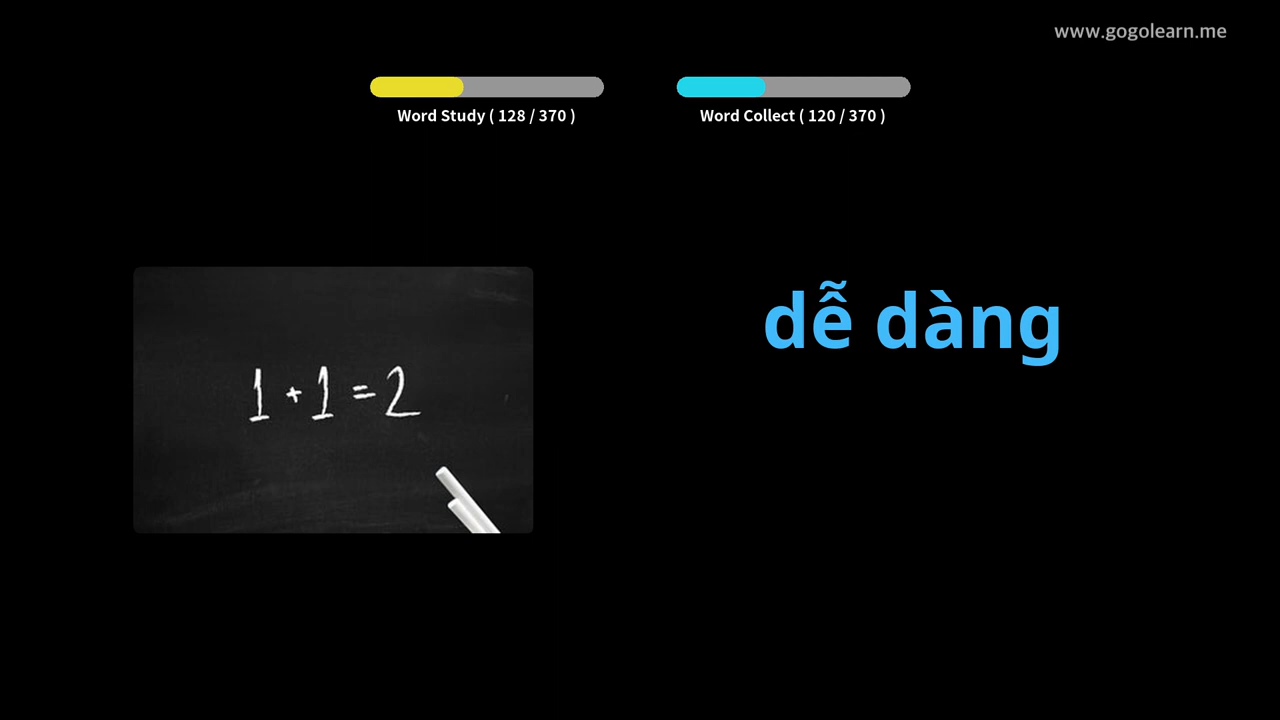 www.gogolearn.me
Word Study ( 128 / 370 )
Word Collect ( 120 / 370 )
dễ dàng
1 + 1 = 2